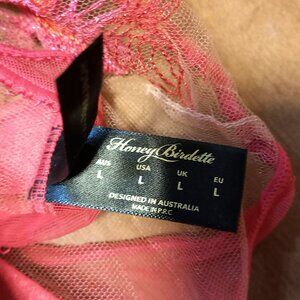 Honey Birdette
AUS USA UK EU
L L L L
DESIGNED IN AUSTRALIA
MADE IN P.R.C